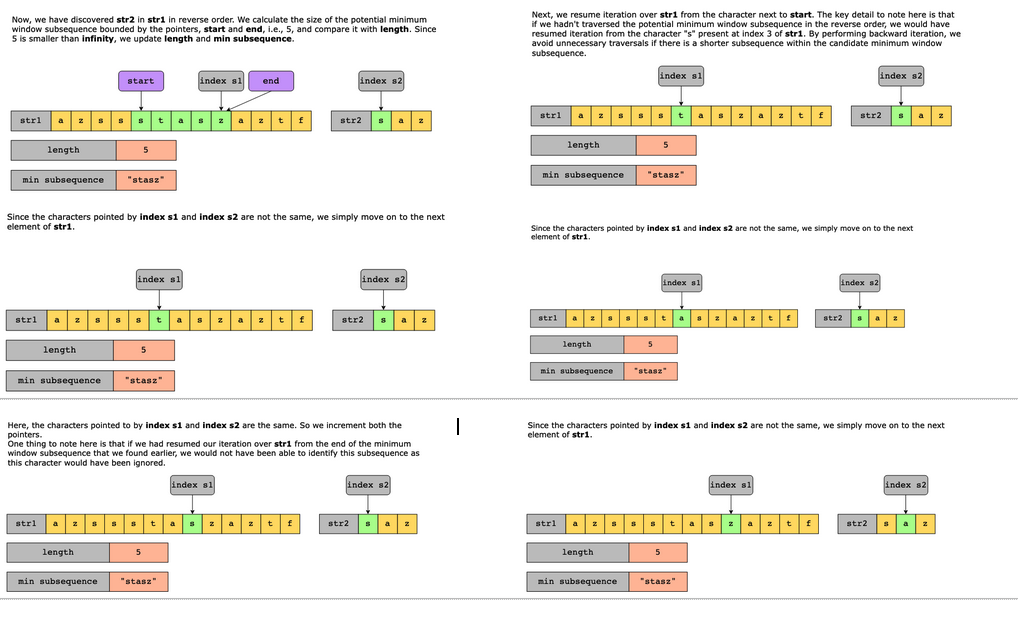 Now, we have discovered str2 in str1 in reverse order. We calculate the size of the potential minimum
window subsequence bounded by the pointers, start and end, i.e., 5, and compare it with length. Since
5 is smaller than infinity, we update length and min subsequence.
start
index s1
end
index s2
str1 a z s s s t a s z a z t f
str2 s a z
length 5
min subsequence "stasz"
Next, we resume iteration over str1 from the character next to start. The key detail to note here is that
if we hadn't traversed the potential minimum window subsequence in the reverse order, we would have
resumed iteration from the character "s" present at index 3 of str1. By performing backward iteration, we
avoid unnecessary traversals if there is a shorter subsequence within the candidate minimum window
subsequence.
index s1
index s2
str1 a z s s s t a s z a z t f
str2 s a z
length 5
min subsequence "stasz"
Since the characters pointed by index s1 and index s2 are not the same, we simply move on to the next
element of str1.
index s1
index s2
str1 a z s s s t a s z a z t f
str2 s a z
length 5
min subsequence "stasz"
Since the characters pointed by index s1 and index s2 are not the same, we simply move on to the next
element of str1.
index s1
index s2
str1 a z s s s t a s z a z t f
str2 s a z
length 5
min subsequence "stasz"
Here, the characters pointed to by index s1 and index s2 are the same. So we increment both the
pointers.
One thing to note here is that if we had resumed our iteration over str1 from the end of the minimum
window subsequence that we found earlier, we would not have been able to identify this subsequence as
this character would have been ignored.
index s1
index s2
str1 a z s s s t a s z a z t f
str2 s a z
length 5
min subsequence "stasz"
Since the characters pointed by index s1 and index s2 are not the same, we simply move on to the next
element of str1.
index s1
index s2
str1 a z s s s t a s z a z t f
str2 s a z
length 5
min subsequence "stasz"